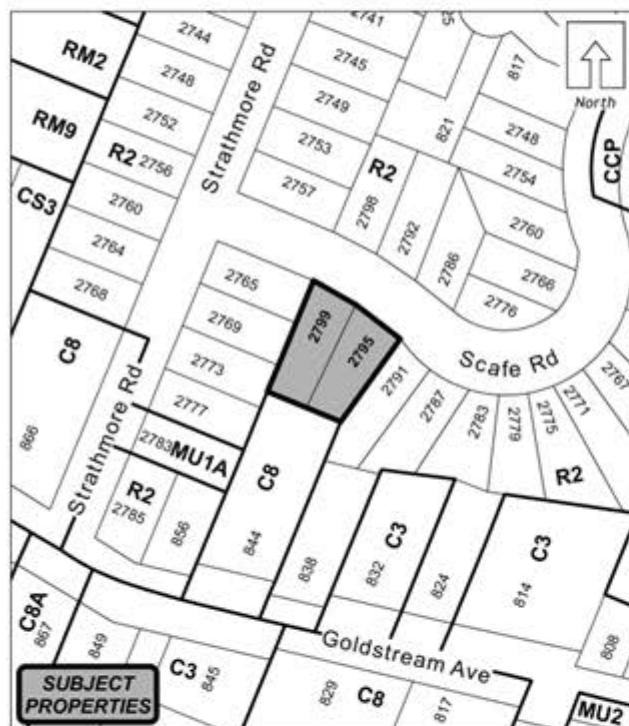 2744
2741
817
RM2
2748
2745
North
Strathmore Rd
2752
2749
821
2748
CCP
RM9
R2
2756
2753
R2
2754
CS3
2760
2757
2798
2792
2760
2764
2786
2766
2768
2765
2776
C8
2769
2799
2795
Scafe Rd
2773
2791
2787
2783
2779
2775
2771
2767
866
Strathmore Rd
2777
2783
MU1A
C8
R2
R2
2785
856
844
838
832
C3
824
C3
814
C8A
867
849
Goldstream Ave
808
C3
845
829
C8
817
MU2
SUBJECT
PROPERTIES